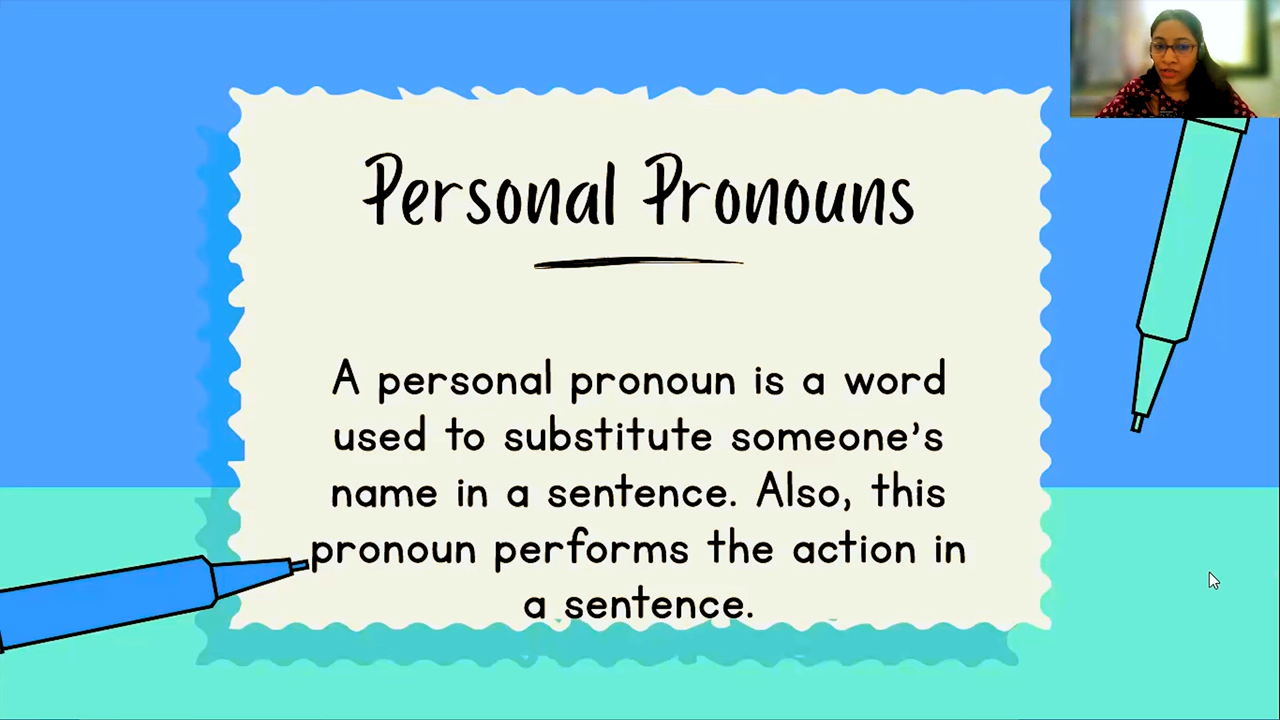 Personal Pronouns
A personal pronoun is a word
used to substitute someone's
name in a sentence. Also, this
pronoun performs the action in
a sentence.